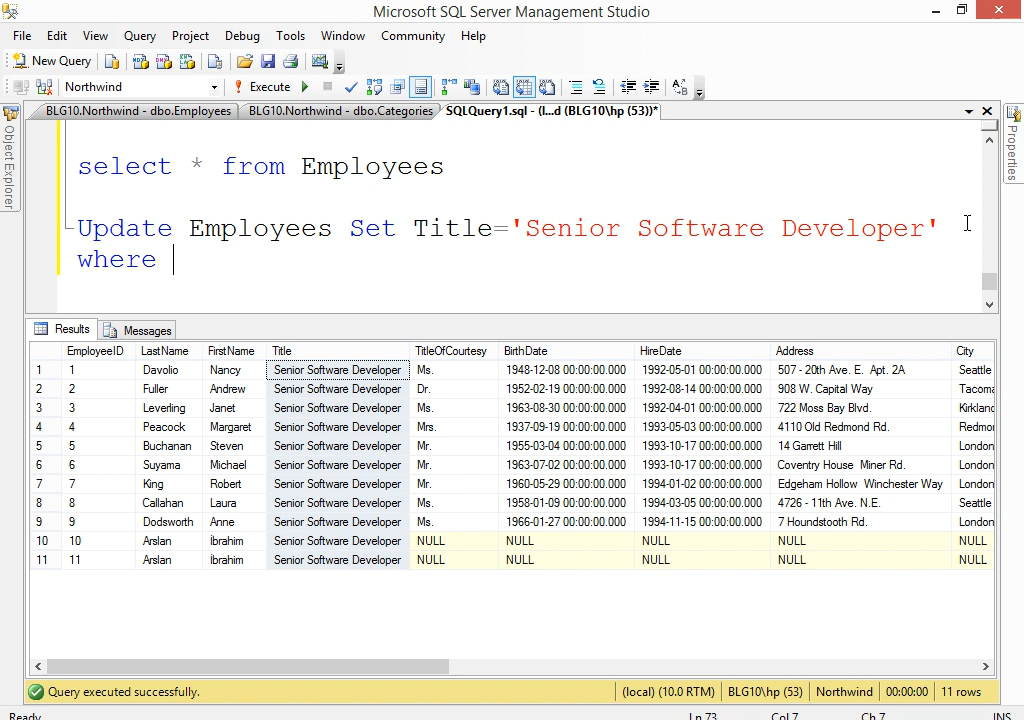 Microsoft SQL Server Management Studio
File Edit View Query Project Debug Tools Window Community Help
New Query
Northwind Execute
BLG10.Northwind - dbo.Employees BLG10.Northwind - dbo.Categories SQLQuery1.sql - (l...d (BLG10\hp (53))*
Object Explorer
Properties
select * from Employees
Update Employees Set Title='Senior Software Developer'
where
Results Messages
EmployeeID LastName FirstName Title TitleOfCourtesy BirthDate HireDate Address City
1 1 Davolio Nancy Senior Software Developer Ms. 1948-12-08 00:00:00.000 1992-05-01 00:00:00.000 507 - 20th Ave. E. Apt. 2A Seattle
2 2 Fuller Andrew Senior Software Developer Dr. 1952-02-19 00:00:00.000 1992-08-14 00:00:00.000 908 W. Capital Way Tacoma
3 3 Leverling Janet Senior Software Developer Ms. 1963-08-30 00:00:00.000 1992-04-01 00:00:00.000 722 Moss Bay Blvd. Kirklan
4 4 Peacock Margaret Senior Software Developer Mrs. 1937-09-19 00:00:00.000 1993-05-03 00:00:00.000 4110 Old Redmond Rd. Redmor
5 5 Buchanan Steven Senior Software Developer Mr. 1955-03-04 00:00:00.000 1993-10-17 00:00:00.000 14 Garrett Hill London
6 6 Suyama Michael Senior Software Developer Mr. 1963-07-02 00:00:00.000 1993-10-17 00:00:00.000 Coventry House Miner Rd. London
7 7 King Robert Senior Software Developer Mr. 1960-05-29 00:00:00.000 1994-01-02 00:00:00.000 Edgeham Hollow Winchester Way London
8 8 Callahan Laura Senior Software Developer Ms. 1958-01-09 00:00:00.000 1994-03-05 00:00:00.000 4726 - 11th Ave. N.E. Seattle
9 9 Dodsworth Anne Senior Software Developer Ms. 1966-01-27 00:00:00.000 1994-11-15 00:00:00.000 7 Houndstooth Rd. London
10 10 Arslan İbrahim Senior Software Developer NULL NULL NULL NULL NULL
11 11 Arslan İbrahim Senior Software Developer NULL NULL NULL NULL NULL
Query executed successfully. (local) (10.0 RTM) BLG10\hp (53) Northwind 00:00:00 11 rows
Ready Ln 73 Col 7 Ch 7 INS